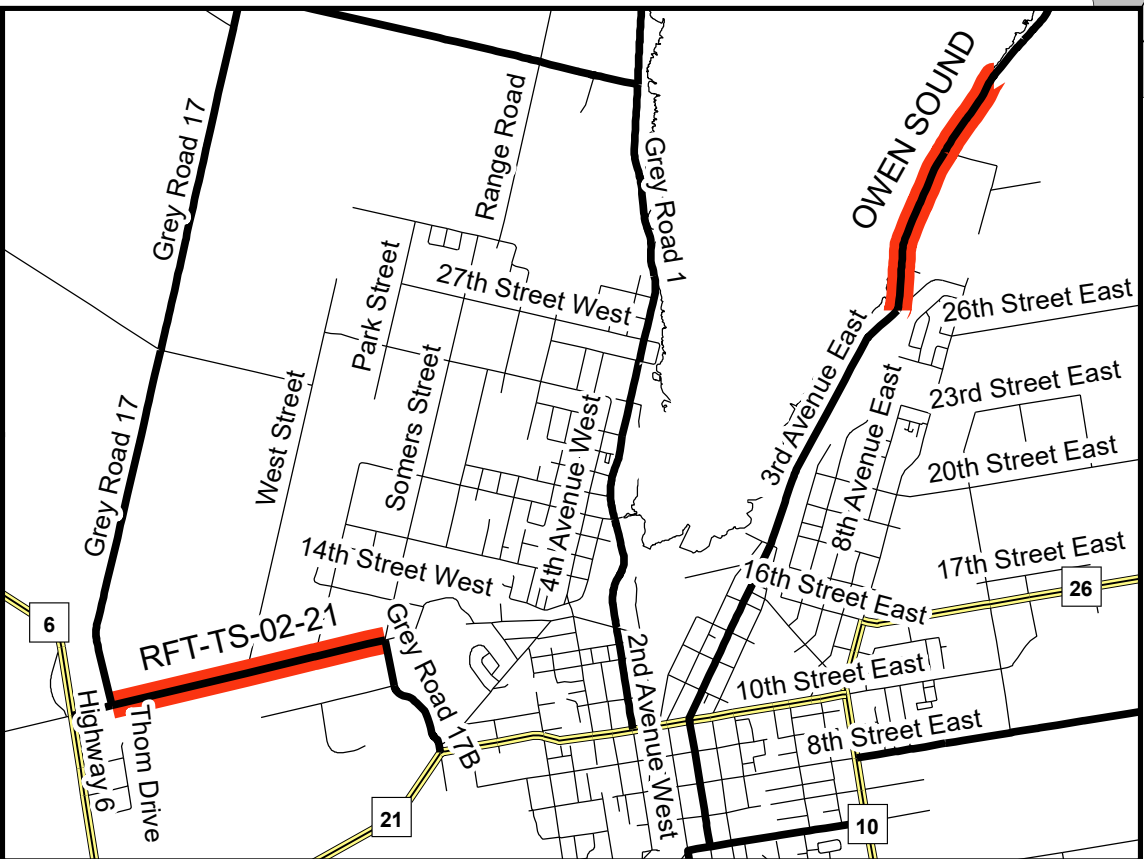 OWEN SOUND
Grey Road 17
Range Road
Grey Road 1
Park Street
27th Street West
26th Street East
3rd Avenue East
23rd Street East
8th Avenue East
West Street
Somers Street
4th Avenue West
20th Street East
Grey Road 17
14th Street West
17th Street East
16th Street East
26
6
RFT-TS-02-21
Grey Road 17B
2nd Avenue West
10th Street East
Highway 6
Thom Drive
8th Street East
21
10